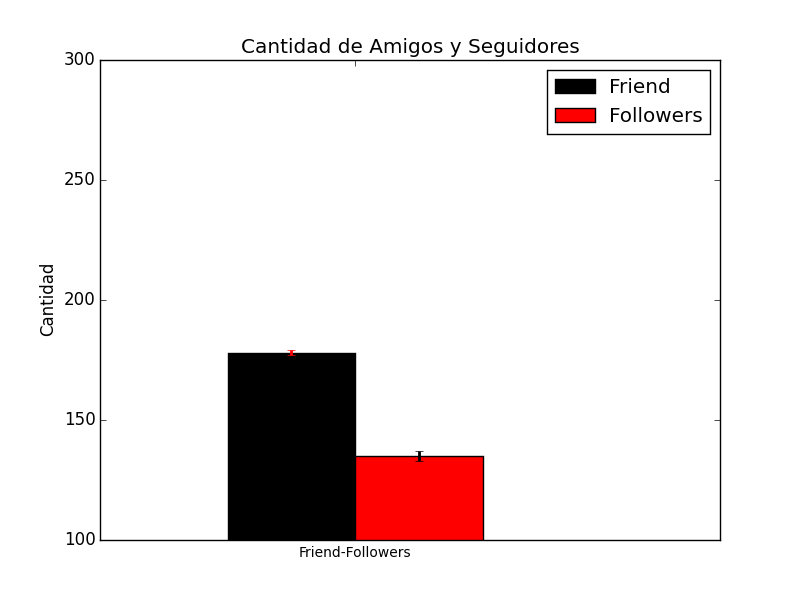 Cantidad de Amigos y Seguidores
300
250
200
150
100
Cantidad
Friend
Followers
Friend-Followers